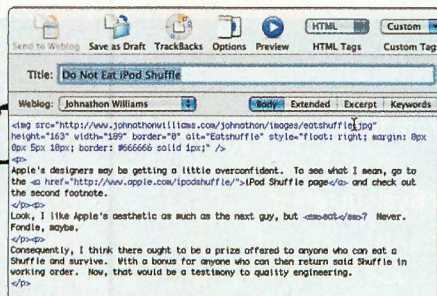 HTML Custom
Send to Weblog Save as Draft TrackBacks Options Preview HTML Tags Custom Tag
Title: Do Not Eat iPod Shuffle
Weblog: Johnathon Williams Body Extended Excerpt Keywords
<img src="http://www.johnathonwilliams.com/johnathon/images/eatshuffle.jpg"
height="163" width="189" border="0" alt="Eatshuffle" style="float: right; margin: 0px
0px 5px 10px; border: #666666 solid 1px;" />
<p>
Apple's designers may be getting a little overconfident. To see what I mean, go to
the <a href="http://www.apple.com/ipodshuffle/">iPod Shuffle page</a> and check out
the second footnote.
</p><p>
Look, I like Apple's aesthetic as much as the next guy, but <em>eat</em>? Never.
Fondle, maybe.
</p><p>
Consequently, I think there ought to be a prize offered to anyone who can eat a
Shuffle and survive. With a bonus for anyone who can then return said Shuffle in
working order. Now, that would be a testimony to quality engineering.
</p>